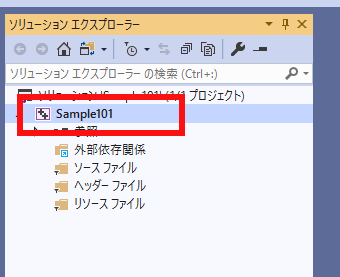 ソリューション エクスプローラー
ソリューション エクスプローラー の検索 (Ctrl+:)
ソリューション 'Sample101' (1/1 プロジェクト)
Sample101
参照
外部依存関係
ソース ファイル
ヘッダー ファイル
リソース ファイル